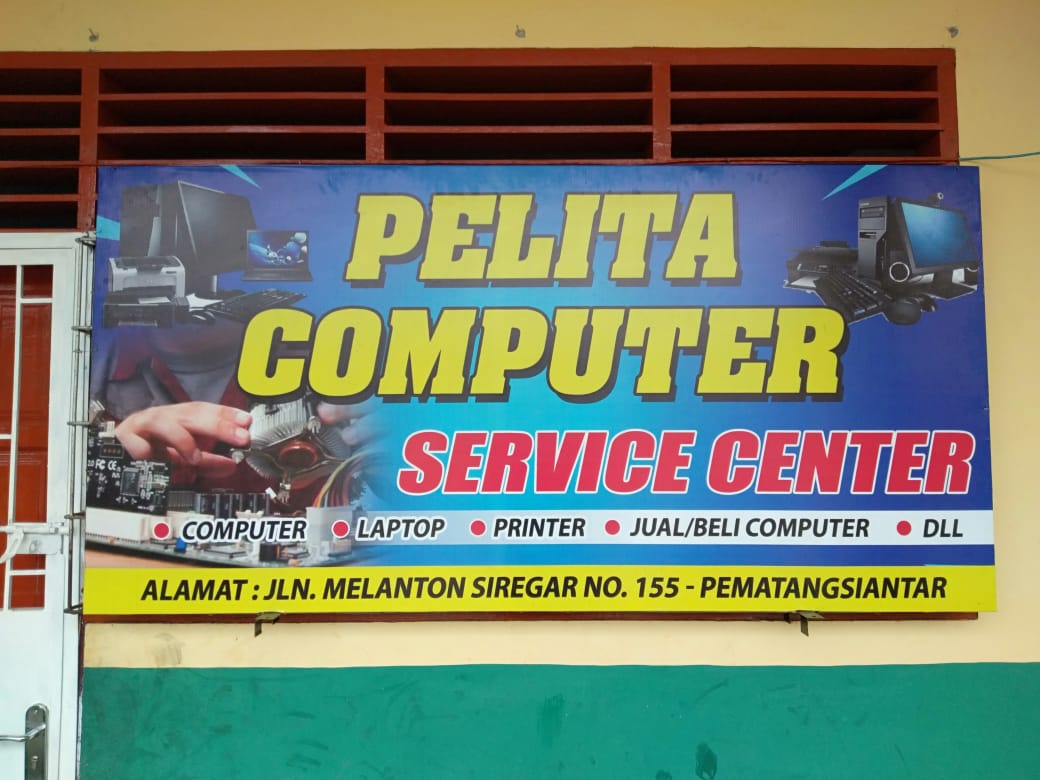 PELITA
COMPUTER
SERVICE CENTER
• COMPUTER • LAPTOP • PRINTER • JUAL/BELI COMPUTER • DLL
ALAMAT : JLN. MELANTON SIREGAR NO. 155 - PEMATANGSIANTAR